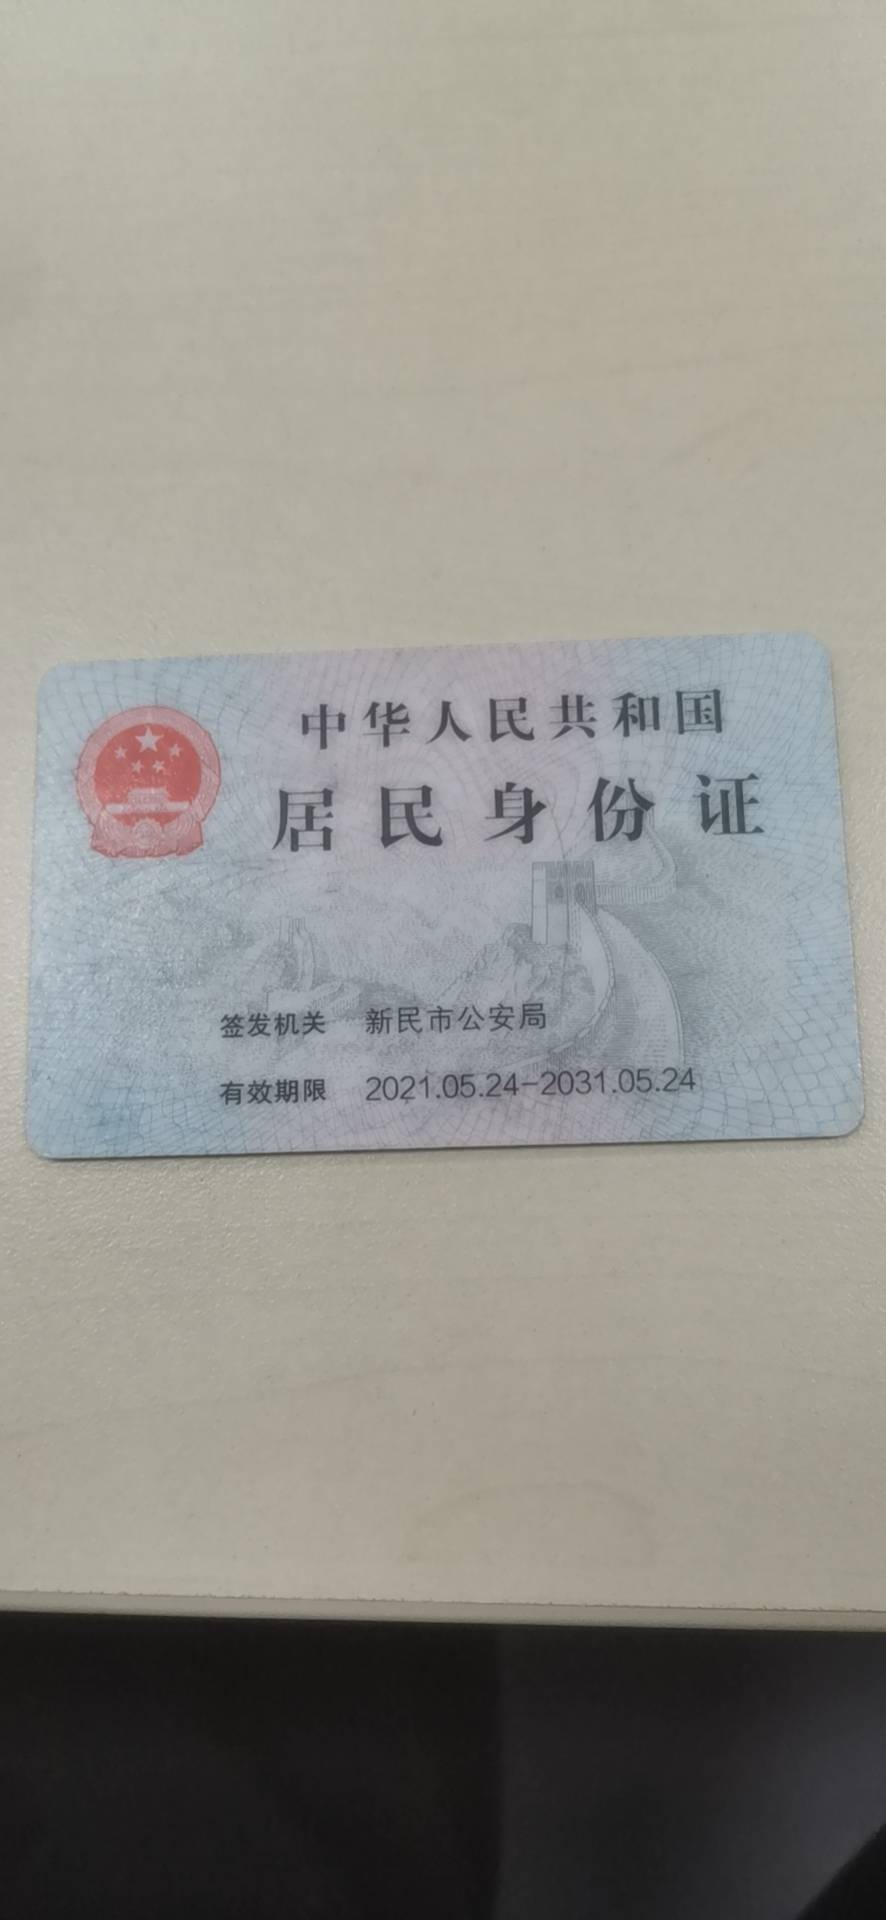 中华人民共和国
居民身份证
签发机关 新民市公安局
有效期限 2021.05.24-2031.05.24